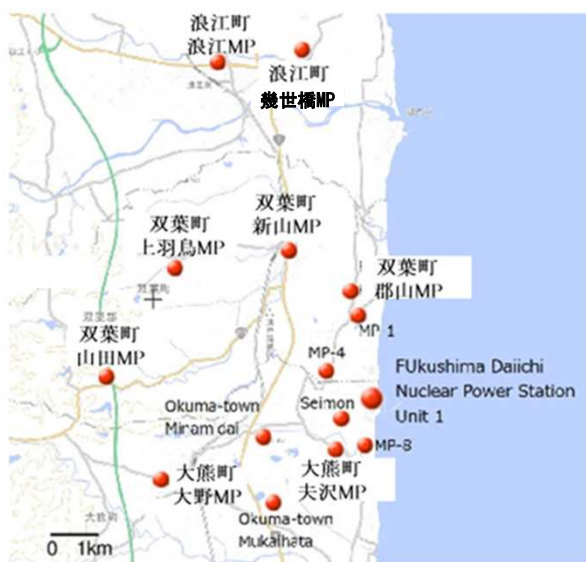 浪江町
浪江MP
浪江町
幾世橋MP
双葉町
新山MP
双葉町
上羽鳥MP
双葉町
郡山MP
MP-1
双葉町
山田MP
MP-4
FUkushima Daiichi
Nuclear Power Station
Unit 1
Okuma-town
Minamidai
Seimon
MP-8
大熊町
夫沢MP
大熊町
大野MP
Okuma-town
Mukaihata
0 1km